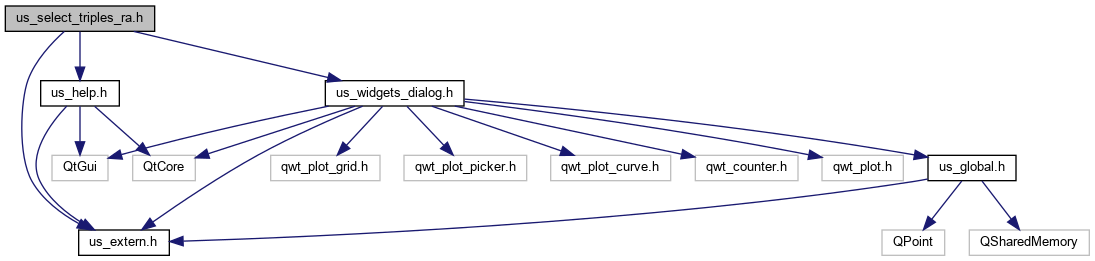 us_select_triples_ra.h
us_help.h
us_widgets_dialog.h
QtGui
QtCore
qwt_plot_grid.h
qwt_plot_picker.h
qwt_plot_curve.h
qwt_counter.h
qwt_plot.h
us_global.h
us_extern.h
QPoint
QSharedMemory